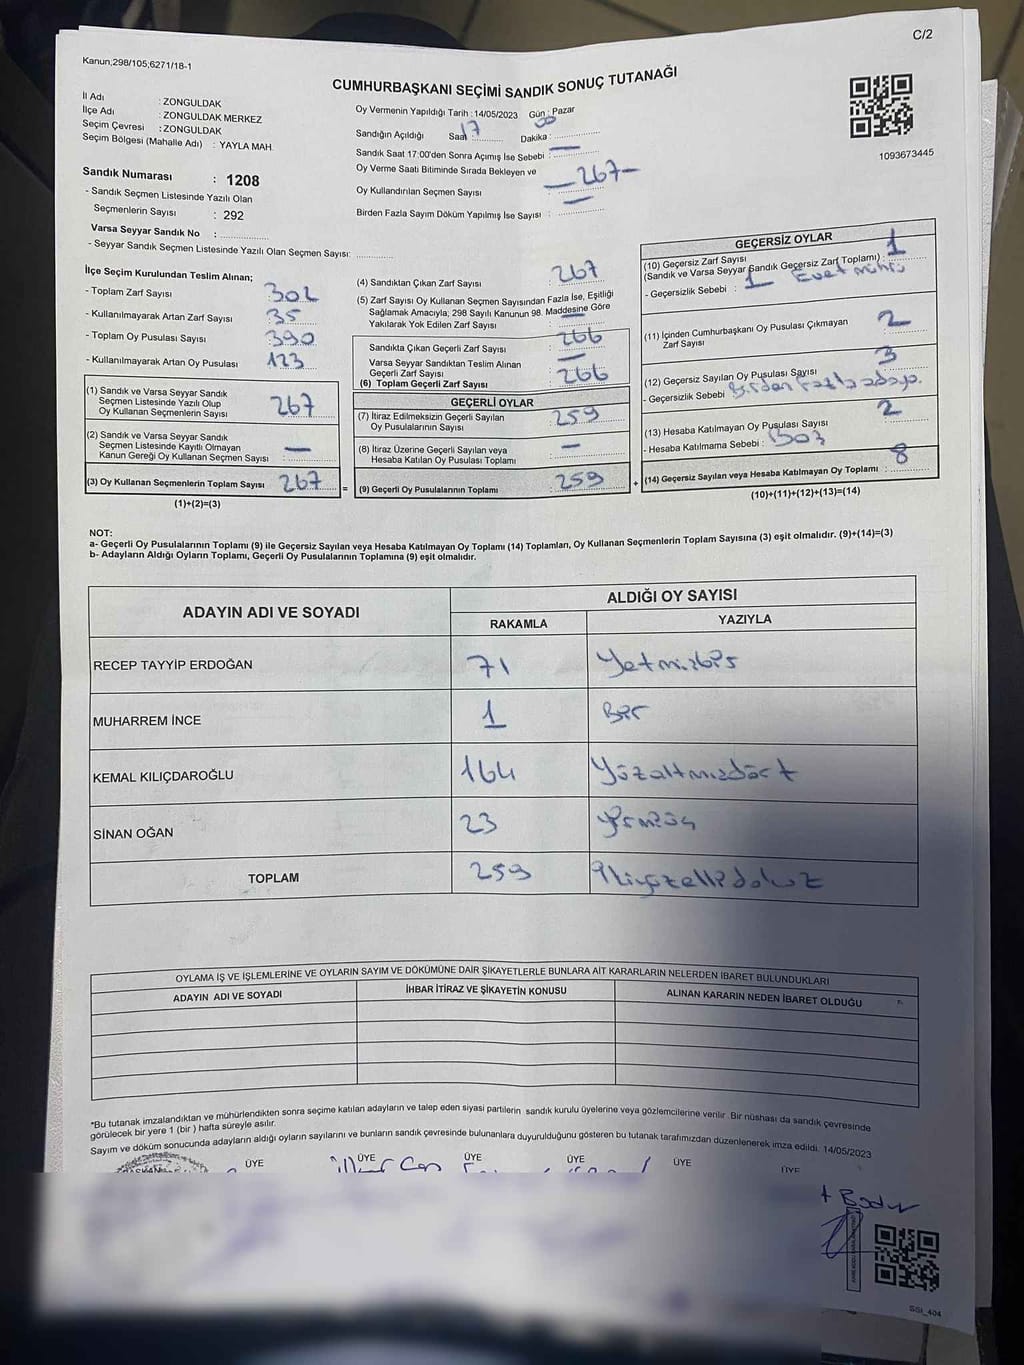 C/2
Kanun;298/105;6271/18-1
CUMHURBAŞKANI SEÇİMİ SANDIK SONUÇ TUTANAĞI
İl Adı : ZONGULDAK
İlçe Adı : ZONGULDAK MERKEZ
Seçim Çevresi : ZONGULDAK
Seçim Bölgesi (Mahalle Adı) : YAYLA MAH.
Oy Vermenin Yapıldığı Tarih : 14/05/2023 Gün : Pazar
Sandığın Açıldığı Saat 17 Dakika : 00
Sandık Saat 17:00'den Sonra Açımış İse Sebebi : —
Oy Verme Saati Bitiminde Sırada Bekleyen ve
Oy Kullandırılan Seçmen Sayısı — 267 —
Birden Fazla Sayım Döküm Yapılmış İse Sayısı : —
1093673445
Sandık Numarası : 1208
- Sandık Seçmen Listesinde Yazılı Olan
Seçmenlerin Sayısı : 292
Varsa Seyyar Sandık No :
- Seyyar Sandık Seçmen Listesinde Yazılı Olan Seçmen Sayısı:
İlçe Seçim Kurulundan Teslim Alınan;
- Toplam Zarf Sayısı 302
- Kullanılmayarak Artan Zarf Sayısı 35
- Toplam Oy Pusulası Sayısı 390
- Kullanılmayarak Artan Oy Pusulası 123
(1) Sandık ve Varsa Seyyar Sandık
Seçmen Listesinde Yazılı Olup
Oy Kullanan Seçmenlerin Sayısı 267
(2) Sandık ve Varsa Seyyar Sandık
Seçmen Listesinde Kayıtlı Olmayan
Kanun Gereği Oy Kullanan Seçmen Sayısı —
(3) Oy Kullanan Seçmenlerin Toplam Sayısı 267
(1)+(2)=(3)
(4) Sandıktan Çıkan Zarf Sayısı 267
(5) Zarf Sayısı Oy Kullanan Seçmen Sayısından Fazla İse, Eşitliği
Sağlamak Amacıyla; 298 Sayılı Kanunun 98. Maddesine Göre
Yakılarak Yok Edilen Zarf Sayısı —
Sandıkta Çıkan Geçerli Zarf Sayısı 266
Varsa Seyyar Sandıktan Teslim Alınan
Geçerli Zarf Sayısı —
(6) Toplam Geçerli Zarf Sayısı 266
=
GEÇERLİ OYLAR
(7) İtiraz Edilmeksizin Geçerli Sayılan
Oy Pusulalarının Sayısı 259
(8) İtiraz Üzerine Geçerli Sayılan veya
Hesaba Katılan Oy Pusulası Toplamı —
(9) Geçerli Oy Pusulalarının Toplamı 259
+
GEÇERSİZ OYLAR
(10) Geçersiz Zarf Sayısı
(Sandık ve Varsa Seyyar Sandık Geçersiz Zarf Toplamı) : 1
- Geçersizlik Sebebi : 1 Evet mührü
(11) İçinden Cumhurbaşkanı Oy Pusulası Çıkmayan
Zarf Sayısı 2
(12) Geçersiz Sayılan Oy Pusulası Sayısı 3
- Geçersizlik Sebebi Birden fazla adaya.
(13) Hesaba Katılmayan Oy Pusulası Sayısı 2
- Hesaba Katılmama Sebebi : Boş
(14) Geçersiz Sayılan veya Hesaba Katılmayan Oy Toplamı : 8
(10)+(11)+(12)+(13)=(14)
NOT:
a- Geçerli Oy Pusulalarının Toplamı (9) ile Geçersiz Sayılan veya Hesaba Katılmayan Oy Toplamı (14) Toplamları, Oy Kullanan Seçmenlerin Toplam Sayısına (3) eşit olmalıdır. (9)+(14)=(3)
b- Adayların Aldığı Oyların Toplamı, Geçerli Oy Pusulalarının Toplamına (9) eşit olmalıdır.
ADAYIN ADI VE SOYADI
ALDIĞI OY SAYISI
RAKAMLA YAZIYLA
RECEP TAYYİP ERDOĞAN 71 Yetmişbir
MUHARREM İNCE 1 Bir
KEMAL KILIÇDAROĞLU 164 Yüzaltmışdört
SİNAN OĞAN 23 Yirmiüç
TOPLAM 259 İkiyüzellidokuz
OYLAMA İŞ VE İŞLEMLERİNE VE OYLARIN SAYIM VE DÖKÜMÜNE DAİR ŞİKAYETLERLE BUNLARA AİT KARARLARIN NELERDEN İBARET BULUNDUKLARI
ADAYIN ADI VE SOYADI İHBAR İTİRAZ VE ŞİKAYETİN KONUSU ALINAN KARARIN NEDEN İBARET OLDUĞU
*Bu tutanak imzalandıktan ve mühürlendikten sonra seçime katılan adayların ve talep eden siyasi partilerin sandık kurulu üyelerine veya gözlemcilerine verilir. Bir nüshası da sandık çevresinde
görülecek bir yere 1 (bir ) hafta süreyle asılır.
Sayım ve döküm sonucunda adayların aldığı oyların sayılarını ve bunların sandık çevresinde bulunanlara duyurulduğunu gösteren bu tutanak tarafımızdan düzenlenerek imza edildi. 14/05/2023
ÜYE ÜYE ÜYE ÜYE ÜYE ÜYE
SSI_404